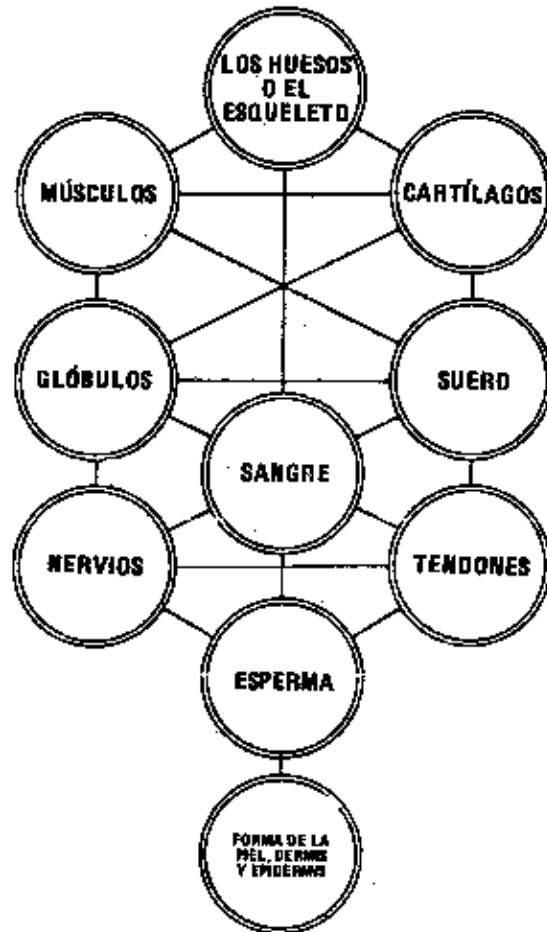 LOS HUESOS
O EL
ESQUELETO
MÚSCULOS
CARTÍLAGOS
GLÓBULOS
SUERO
SANGRE
NERVIOS
TENDONES
ESPERMA
FORMA DE LA
PIEL, DERMIS
Y EPIDERMIS